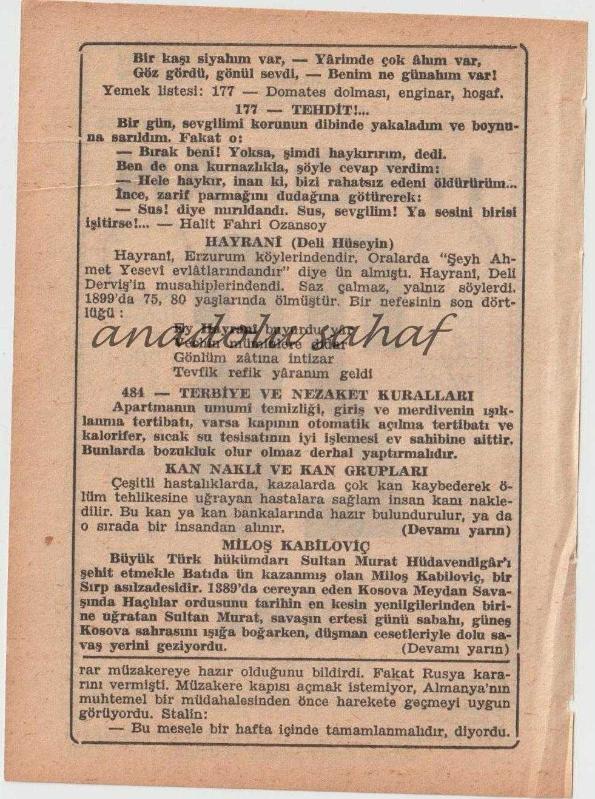 Bir kaşı siyahım var, — Yârimde çok âhım var,
Göz gördü, gönül sevdi, — Benim ne günahım var!
Yemek listesi: 177 — Domates dolması, enginar, hoşaf.
177 — TEHDİT!...
Bir gün, sevgilimi korunun dibinde yakaladım ve boynu-
na sarıldım. Fakat o:
— Bırak beni! Yoksa, şimdi haykırırım, dedi.
Ben de ona kurnazlıkla, şöyle cevap verdim:
— Hele haykır, inan ki, bizi rahatsız edeni öldürürüm...
İnce, zarif parmağını dudağına götürerek:
— Sus! diye mırıldandı. Sus, sevgilim! Ya sesini birisi
işitirse!... — Halit Fahri Ozansoy
HAYRANÎ (Deli Hüseyin)
Hayranî, Erzurum köylerindendir. Oralarda "Şeyh Ah-
met Yesevî evlâtlarındandır" diye ün almıştı. Hayranî, Deli
Derviş'in musahiplerindendi. Saz çalmaz, yalnız söylerdi.
1899'da 75, 80 yaşlarında ölmüştür. Bir nefesinin son dört-
lüğü :
anadolu sahaf
Ey Hayranî buyurdu
Gönlüm zâtına intizar
Tevfik refik yâranım geldi
484 — TERBİYE VE NEZAKET KURALLARI
Apartmanın umumî temizliği, giriş ve merdivenin ışık-
lanma tertibatı, varsa kapının otomatik açılma tertibatı ve
kalorifer, sıcak su tesisatının iyi işlemesi ev sahibine aittir.
Bunlarda bozukluk olur olmaz derhal yaptırmalıdır.
KAN NAKLİ VE KAN GRUPLARI
Çeşitli hastalıklarda, kazalarda çok kan kaybederek ö-
lüm tehlikesine uğrayan hastalara sağlam insan kanı nakle-
dilir. Bu kan ya kan bankalarında hazır bulundurulur, ya da
o sırada bir insandan alınır. (Devamı yarın)
MİLOŞ KABİLOVİÇ
Büyük Türk hükümdarı Sultan Murat Hüdavendigâr'ı
şehit etmekle Batıda ün kazanmış olan Miloş Kabiloviç, bir
Sırp asılzadesidir. 1389'da cereyan eden Kosova Meydan Sava-
şında Haçlılar ordusunu tarihin en kesin yenilgilerinden biri-
ne uğratan Sultan Murat, savaşın ertesi günü sabahı, güneş
Kosova sahrasını ışığa boğarken, düşman cesetleriyle dolu sa-
vaş yerini geziyordu. (Devamı yarın)
rar müzakereye hazır olduğunu bildirdi. Fakat Rusya kara-
rını vermişti. Müzakere kapısı açmak istemiyor, Almanya'nın
muhtemel bir müdahalesinden önce harekete geçmeyi uygun
görüyordu. Stalin:
— Bu mesele bir hafta içinde tamamlanmalıdır, diyordu.